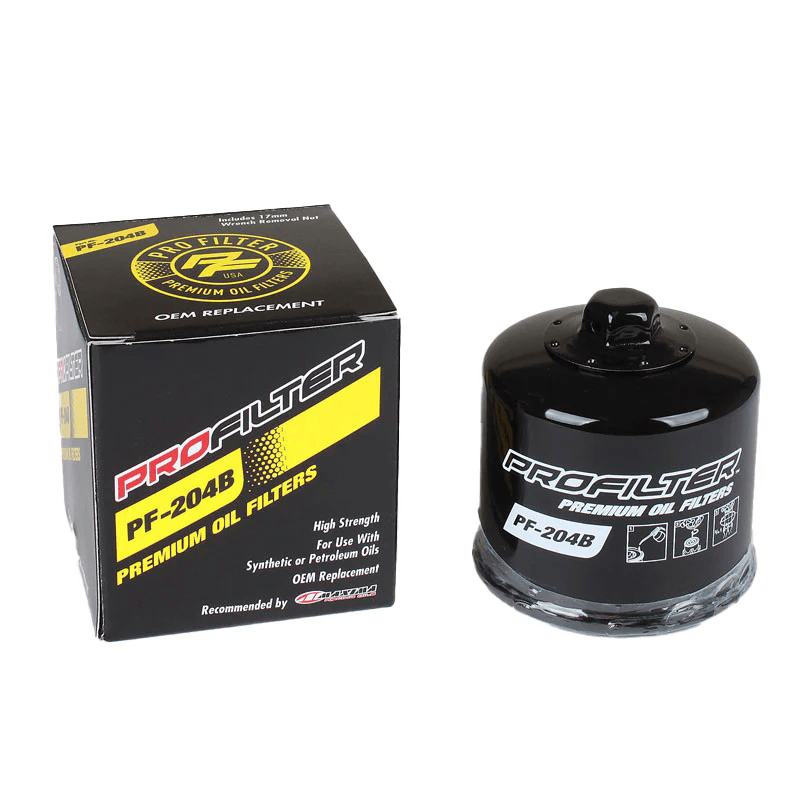 Includes 17mm
Wrench Removal Nut
PF-204B
PRO FILTER
PF
USA
PREMIUM OIL FILTERS
OEM REPLACEMENT
PROFILTER
PF-204B
PREMIUM OIL FILTERS
High Strength
For Use With
Synthetic or Petroleum Oils
OEM Replacement
Recommended by MAXIMA
PROFILTER
PREMIUM OIL FILTERS
PF-204B